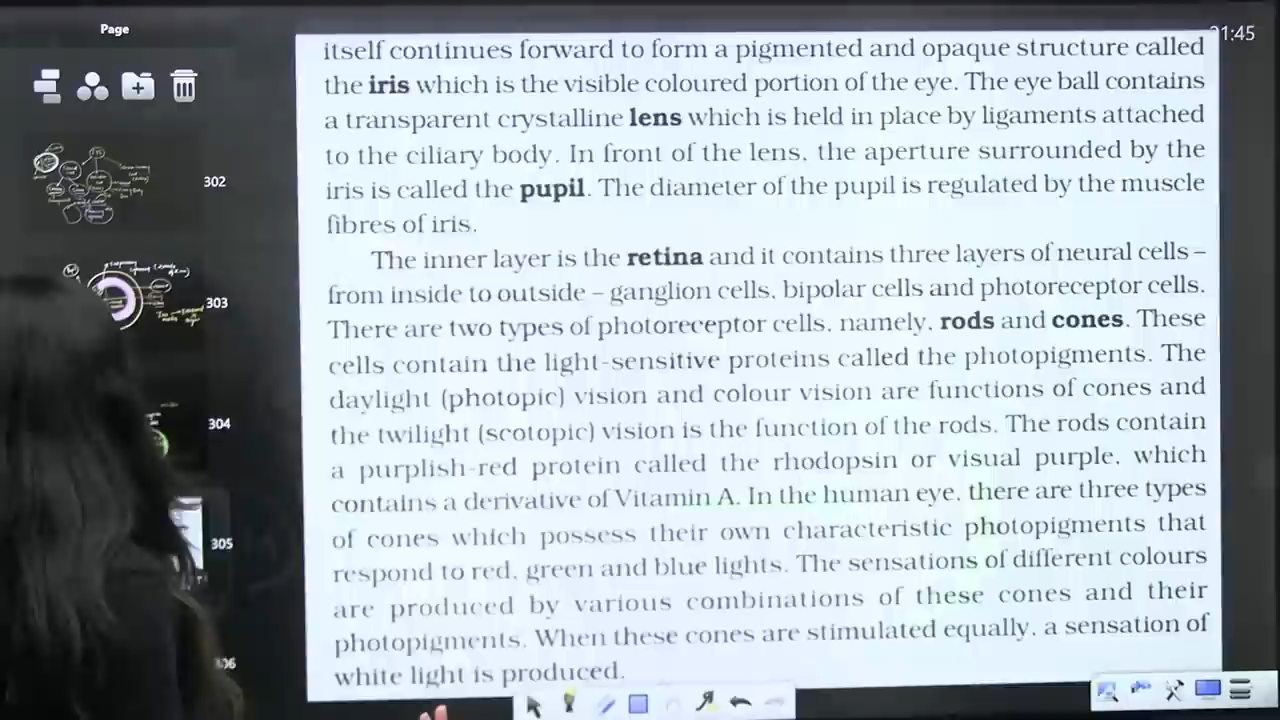 Page
21:45
302
303
304
305
306
itself continues forward to form a pigmented and opaque structure called
the iris which is the visible coloured portion of the eye. The eye ball contains
a transparent crystalline lens which is held in place by ligaments attached
to the ciliary body. In front of the lens, the aperture surrounded by the
iris is called the pupil. The diameter of the pupil is regulated by the muscle
fibres of iris.
The inner layer is the retina and it contains three layers of neural cells –
from inside to outside – ganglion cells, bipolar cells and photoreceptor cells.
There are two types of photoreceptor cells, namely, rods and cones. These
cells contain the light-sensitive proteins called the photopigments. The
daylight (photopic) vision and colour vision are functions of cones and
the twilight (scotopic) vision is the function of the rods. The rods contain
a purplish-red protein called the rhodopsin or visual purple, which
contains a derivative of Vitamin A. In the human eye, there are three types
of cones which possess their own characteristic photopigments that
respond to red, green and blue lights. The sensations of different colours
are produced by various combinations of these cones and their
photopigments. When these cones are stimulated equally, a sensation of
white light is produced.